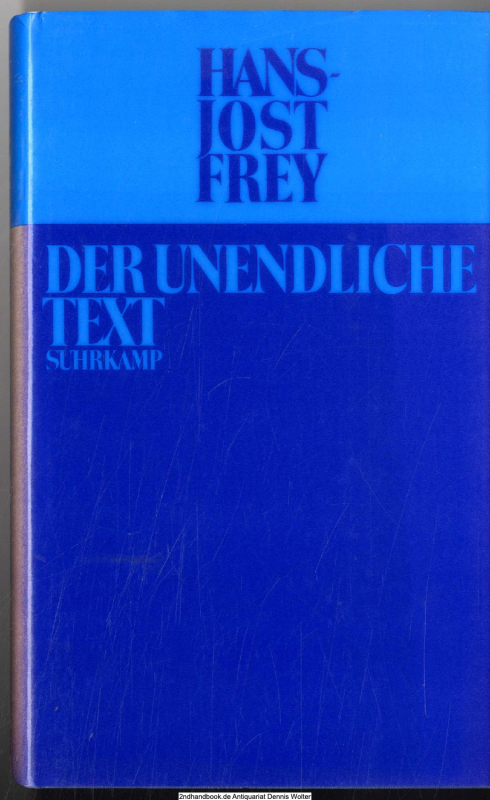 HANS-
JOST
FREY
DER UNENDLICHE
TEXT
SUHRKAMP
2ndhandbook.de Antiquariat Dennis Wolter